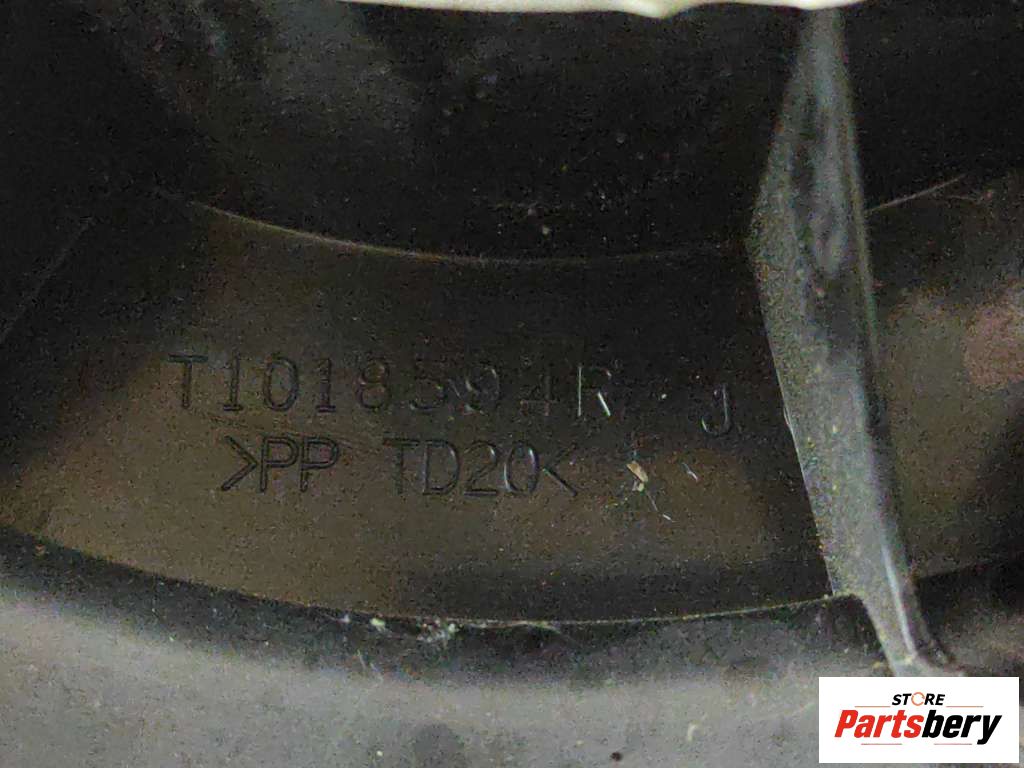 T1018594R J
>PP TD20<
STORE
Partsbery